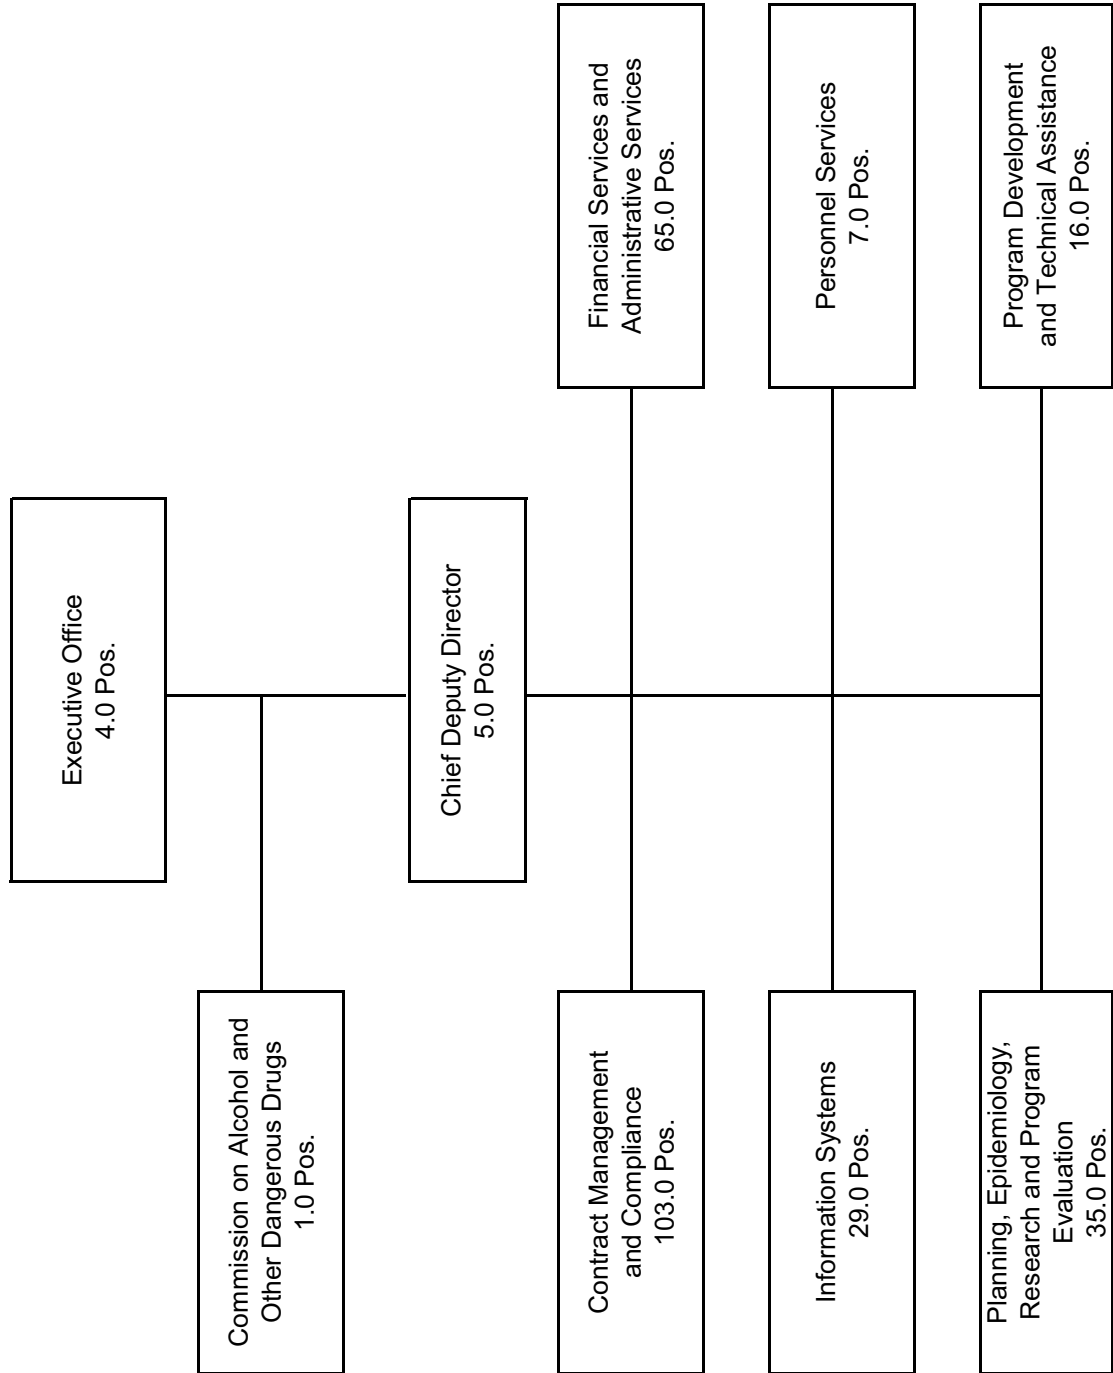 Executive Office
4.0 Pos.
Commission on Alcohol and
Other Dangerous Drugs
1.0 Pos.
Chief Deputy Director
5.0 Pos.
Contract Management
and Compliance
103.0 Pos.
Financial Services and
Administrative Services
65.0 Pos.
Information Systems
29.0 Pos.
Personnel Services
7.0 Pos.
Planning, Epidemiology,
Research and Program
Evaluation
35.0 Pos.
Program Development
and Technical Assistance
16.0 Pos.